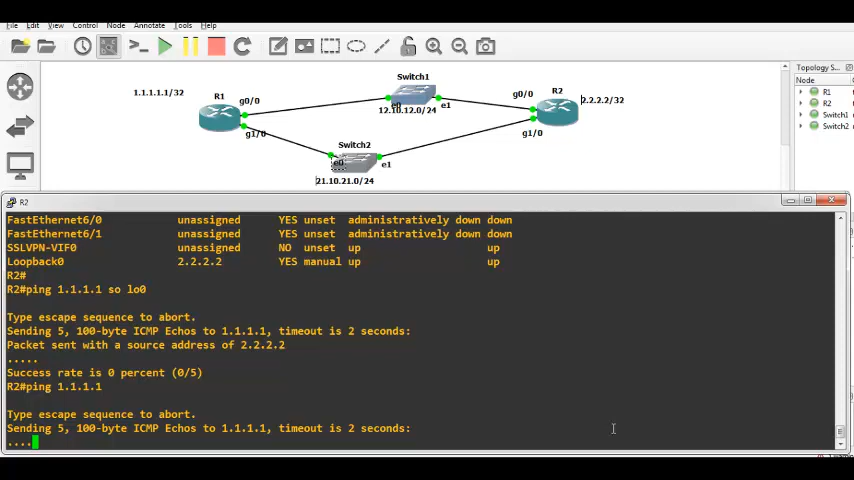 File Edit View Control Node Annotate Tools Help
Topology S...
Node
R1
R2
Switch1
Switch2
Switch1
1.1.1.1/32
R1
g0/0
e0
e1
12.10.12.0/24
g0/0
R2
2.2.2.2/32
g1/0
Switch2
e0
e1
g1/0
21.10.21.0/24
R2
FastEthernet6/0 unassigned YES unset administratively down down
FastEthernet6/1 unassigned YES unset administratively down down
SSLVPN-VIF0 unassigned NO unset up up
Loopback0 2.2.2.2 YES manual up up
R2#
R2#ping 1.1.1.1 so lo0
Type escape sequence to abort.
Sending 5, 100-byte ICMP Echos to 1.1.1.1, timeout is 2 seconds:
Packet sent with a source address of 2.2.2.2
.....
Success rate is 0 percent (0/5)
R2#ping 1.1.1.1
Type escape sequence to abort.
Sending 5, 100-byte ICMP Echos to 1.1.1.1, timeout is 2 seconds:
....